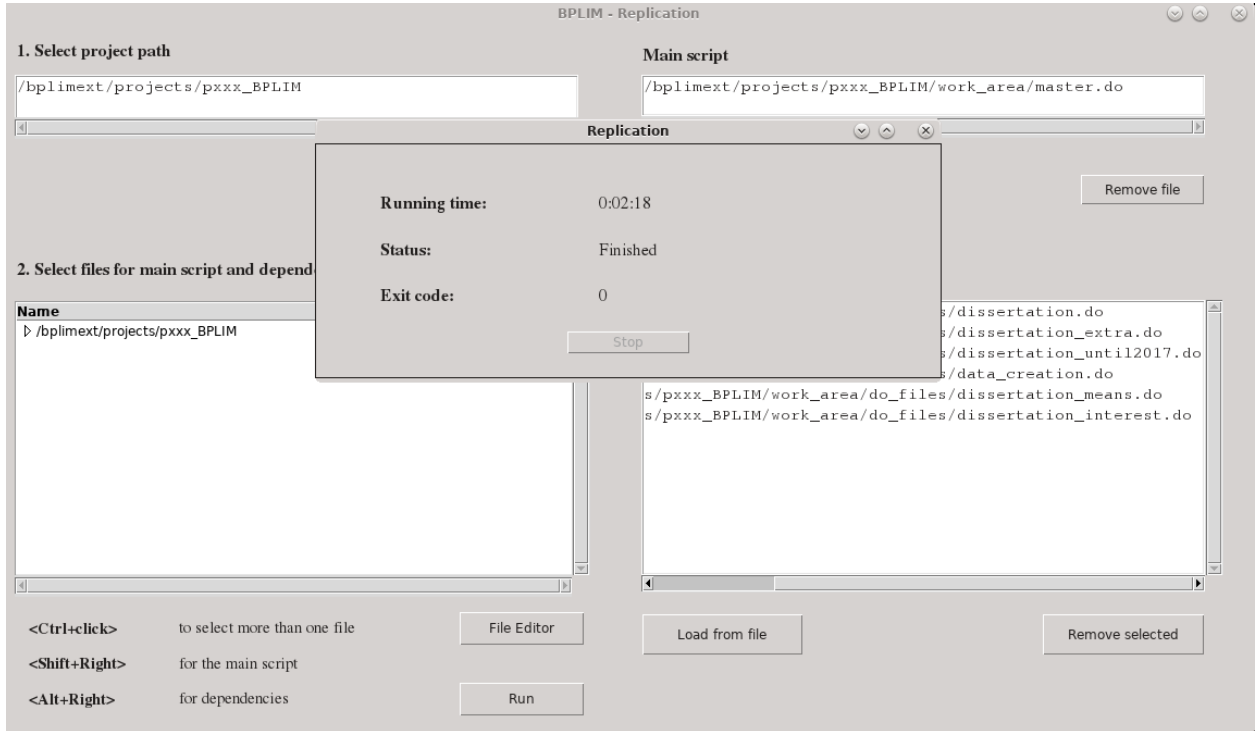 BPLIM - Replication
1. Select project path
Main script
/bplimext/projects/pxxx_BPLIM
/bplimext/projects/pxxx_BPLIM/work_area/master.do
Replication
Running time: 0:02:18
Status: Finished
Exit code: 0
Stop
Remove file
2. Select files for main script and depend
Name
/bplimext/projects/pxxx_BPLIM
s/dissertation.do
s/dissertation_extra.do
s/dissertation_until2017.do
s/data_creation.do
s/pxxx_BPLIM/work_area/do_files/dissertation_means.do
s/pxxx_BPLIM/work_area/do_files/dissertation_interest.do
<Ctrl+click> to select more than one file
File Editor
Load from file
Remove selected
<Shift+Right> for the main script
<Alt+Right> for dependencies
Run